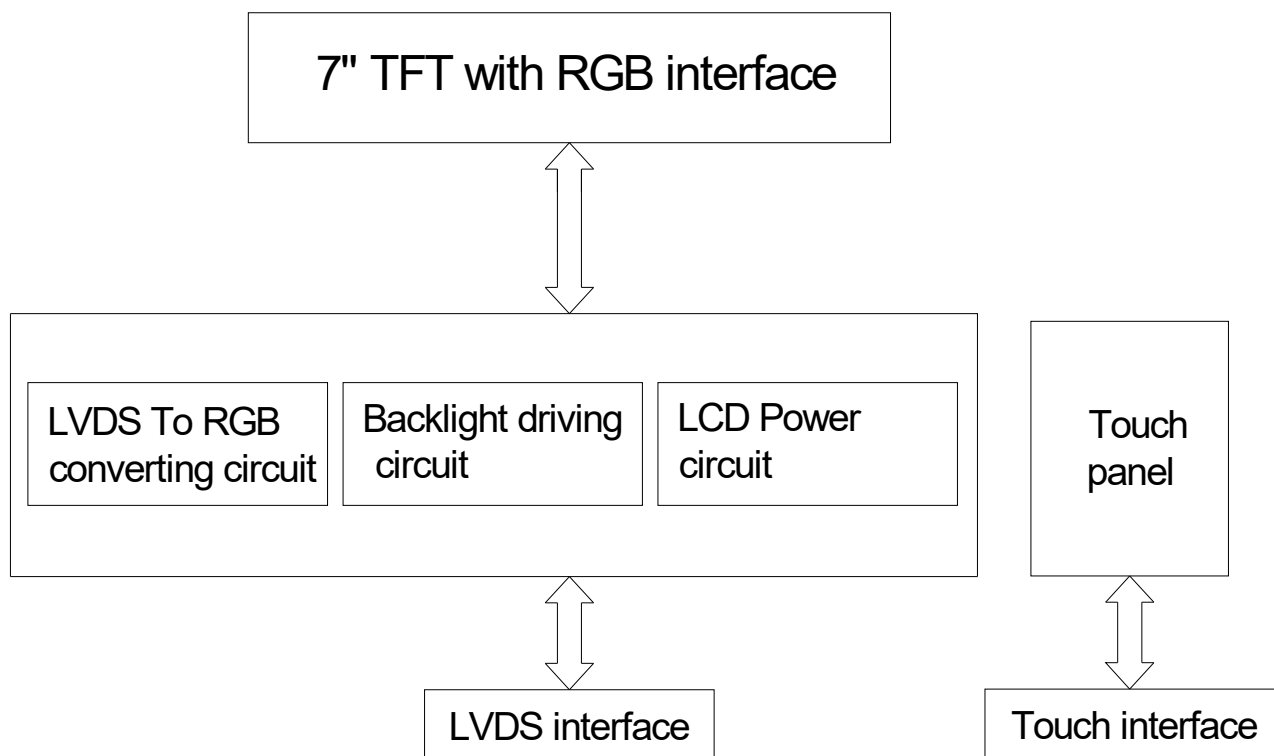 7" TFT with RGB interface
LVDS To RGB
converting circuit
Backlight driving
circuit
LCD Power
circuit
Touch
panel
LVDS interface
Touch interface